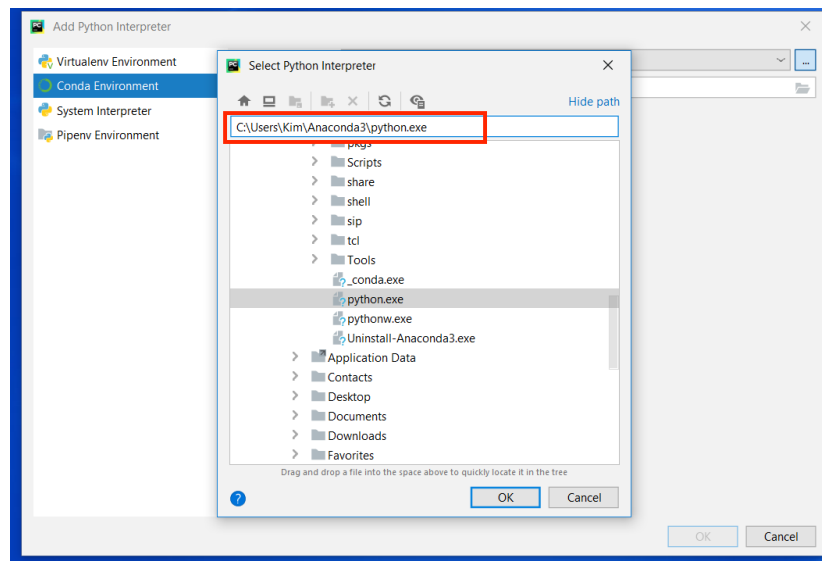 PC Add Python Interpreter
Virtualenv Environment
Conda Environment
System Interpreter
Pipenv Environment
...
PC Select Python Interpreter
Hide path
C:\Users\Kim\Anaconda3\python.exe
pkgs
Scripts
share
shell
sip
tcl
Tools
_conda.exe
python.exe
pythonw.exe
Uninstall-Anaconda3.exe
Application Data
Contacts
Desktop
Documents
Downloads
Favorites
Drag and drop a file into the space above to quickly locate it in the tree
? OK Cancel
OK Cancel